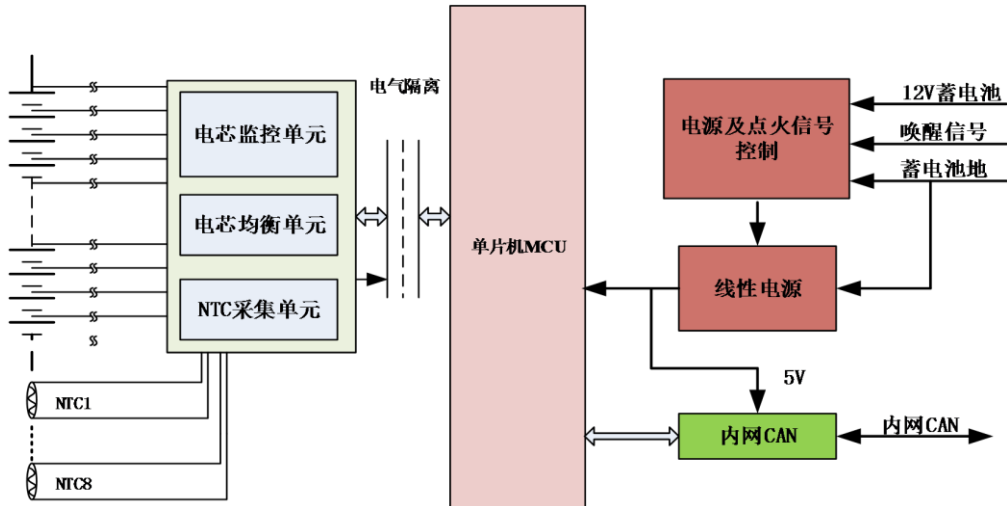 电芯监控单元
电芯均衡单元
NTC采集单元
NTC1
NTC8
电气隔离
单片机MCU
电源及点火信号
控制
12V蓄电池
唤醒信号
蓄电池地
线性电源
5V
内网CAN
内网CAN